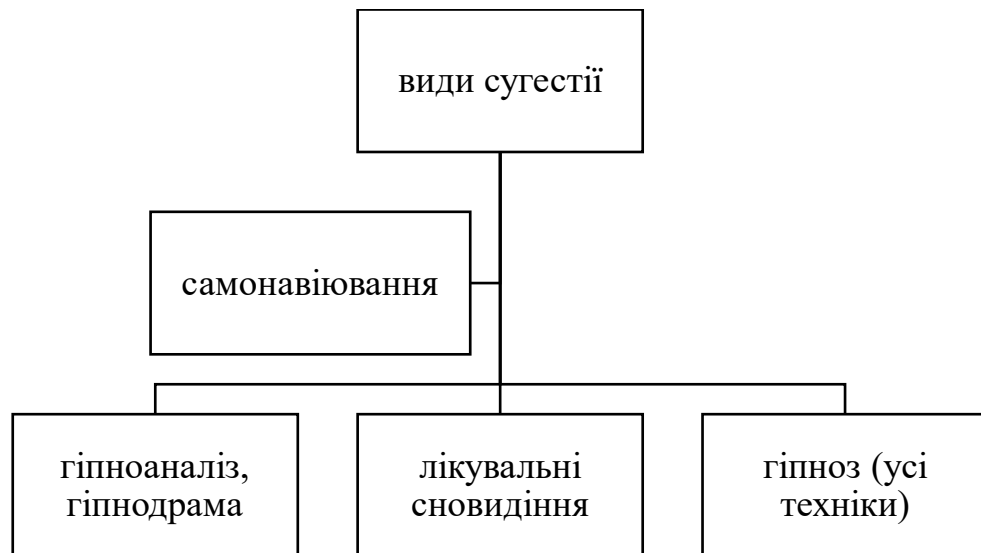 види сугестії
самонавіювання
гіпноаналіз,
гіпнодрама
лікувальні
сновидіння
гіпноз (усі
техніки)